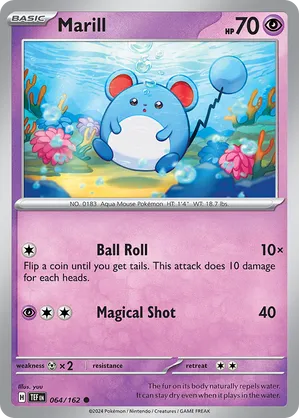 BASIC
Marill
HP 70
NO. 0183 Aqua Mouse Pokémon. HT: 1'4" WT: 18.7 lbs.
Ball Roll 10×
Flip a coin until you get tails. This attack does 10 damage
for each heads.
Magical Shot 40
weakness ×2 resistance retreat
Illus. you
H TEF EN 064/162
The fur on its body naturally repels water.
It can stay dry even when it plays in the water.
©2024 Pokémon / Nintendo / Creatures / GAME FREAK